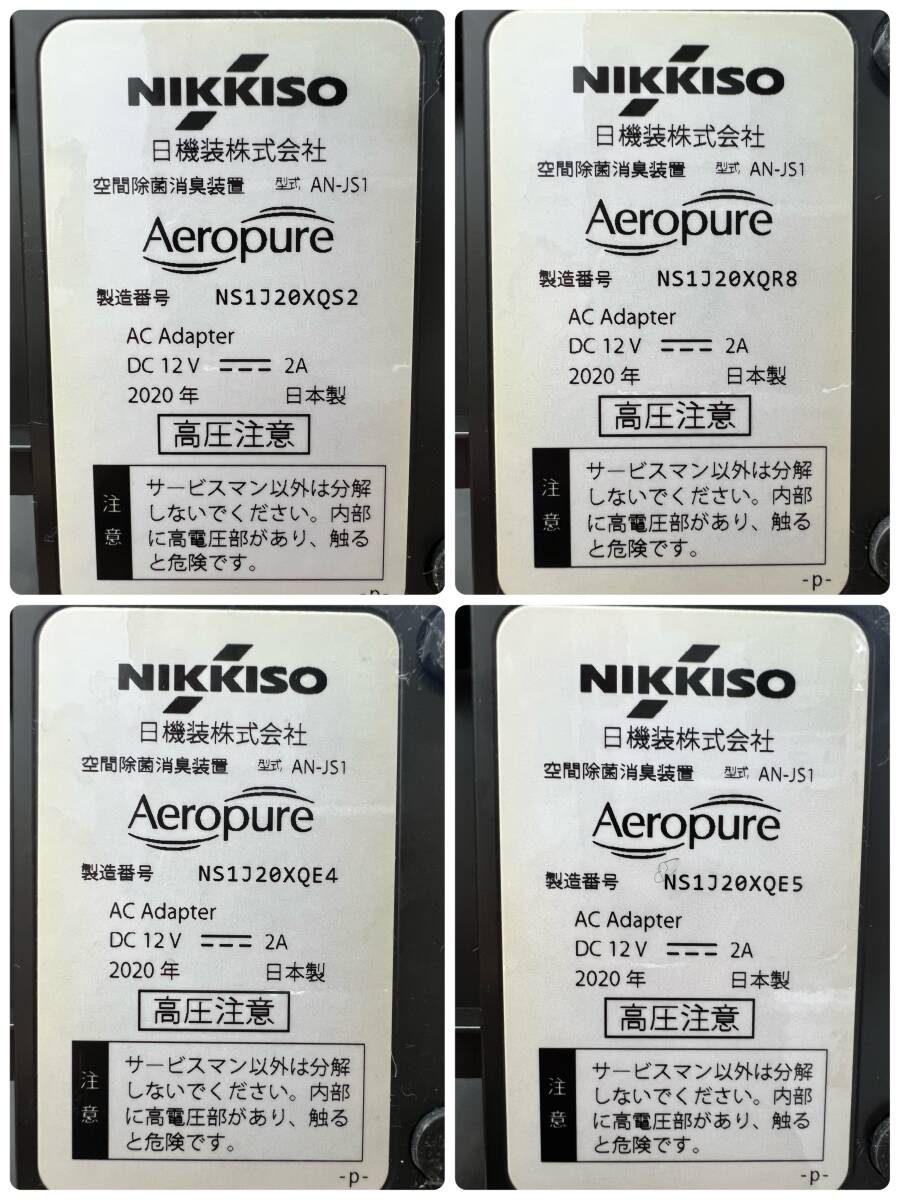 NIKKISO
日機装株式会社
空間除菌消臭装置 型式 AN-JS1
Aeropure
製造番号 NS1J20XQS2
AC Adapter
DC 12 V 2A
2020 年 日本製
高圧注意
注意
サービスマン以外は分解
しないでください。内部
に高電圧部があり、触る
と危険です。
-p-
NIKKISO
日機装株式会社
空間除菌消臭装置 型式 AN-JS1
Aeropure
製造番号 NS1J20XQR8
AC Adapter
DC 12 V 2A
2020 年 日本製
高圧注意
注意
サービスマン以外は分解
しないでください。内部
に高電圧部があり、触る
と危険です。
-p-
NIKKISO
日機装株式会社
空間除菌消臭装置 型式 AN-JS1
Aeropure
製造番号 NS1J20XQE4
AC Adapter
DC 12 V 2A
2020 年 日本製
高圧注意
注意
サービスマン以外は分解
しないでください。内部
に高電圧部があり、触る
と危険です。
-p-
NIKKISO
日機装株式会社
空間除菌消臭装置 型式 AN-JS1
Aeropure
製造番号 NS1J20XQE5
AC Adapter
DC 12 V 2A
2020 年 日本製
高圧注意
注意
サービスマン以外は分解
しないでください。内部
に高電圧部があり、触る
と危険です。
-p-